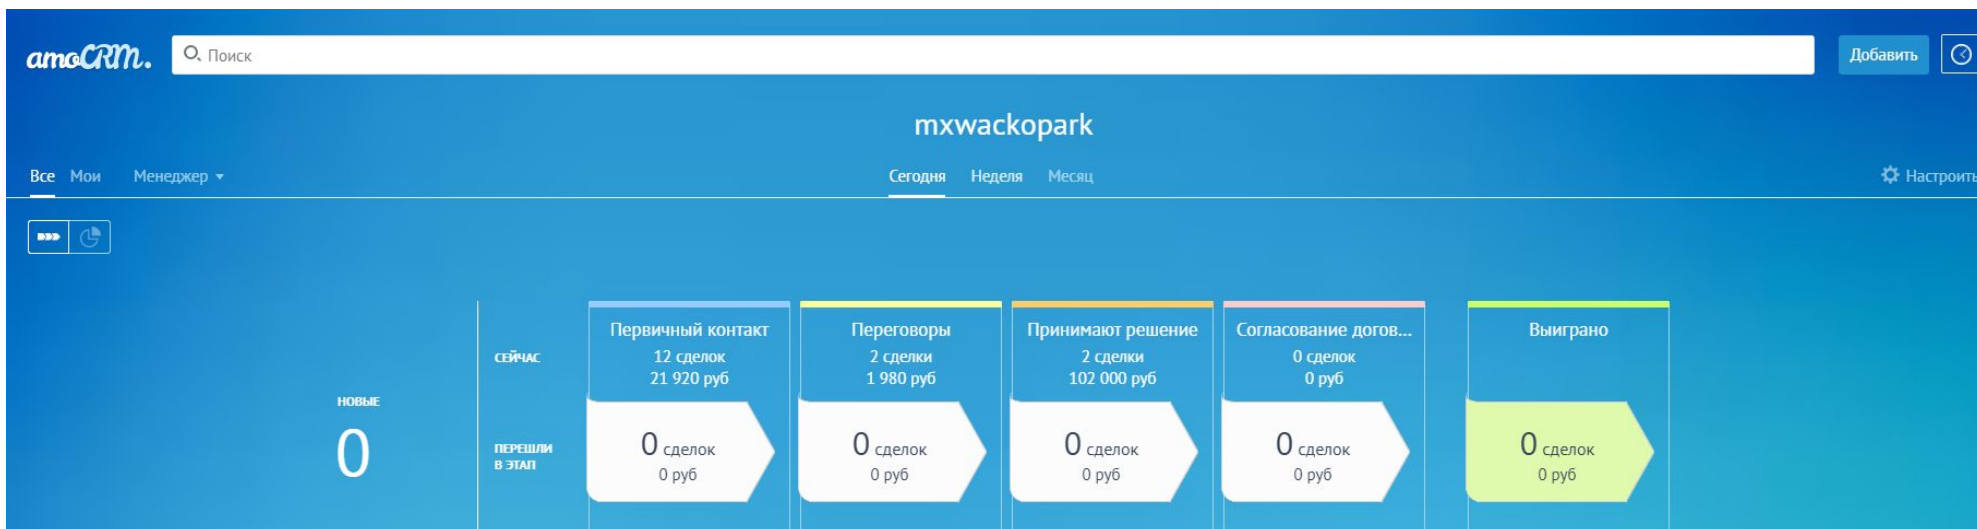 amoCRM.
Поиск
Добавить
mxwackopark
Все Мои Менеджер
Сегодня Неделя Месяц
Настроить
СЕЙЧАС
Первичный контакт
12 сделок
21 920 руб
Переговоры
2 сделки
1 980 руб
Принимают решение
2 сделки
102 000 руб
Согласование догов...
0 сделок
0 руб
Выиграно
НОВЫЕ
0
ПЕРЕШЛИ
В ЭТАП
0 сделок
0 руб
0 сделок
0 руб
0 сделок
0 руб
0 сделок
0 руб
0 сделок
0 руб